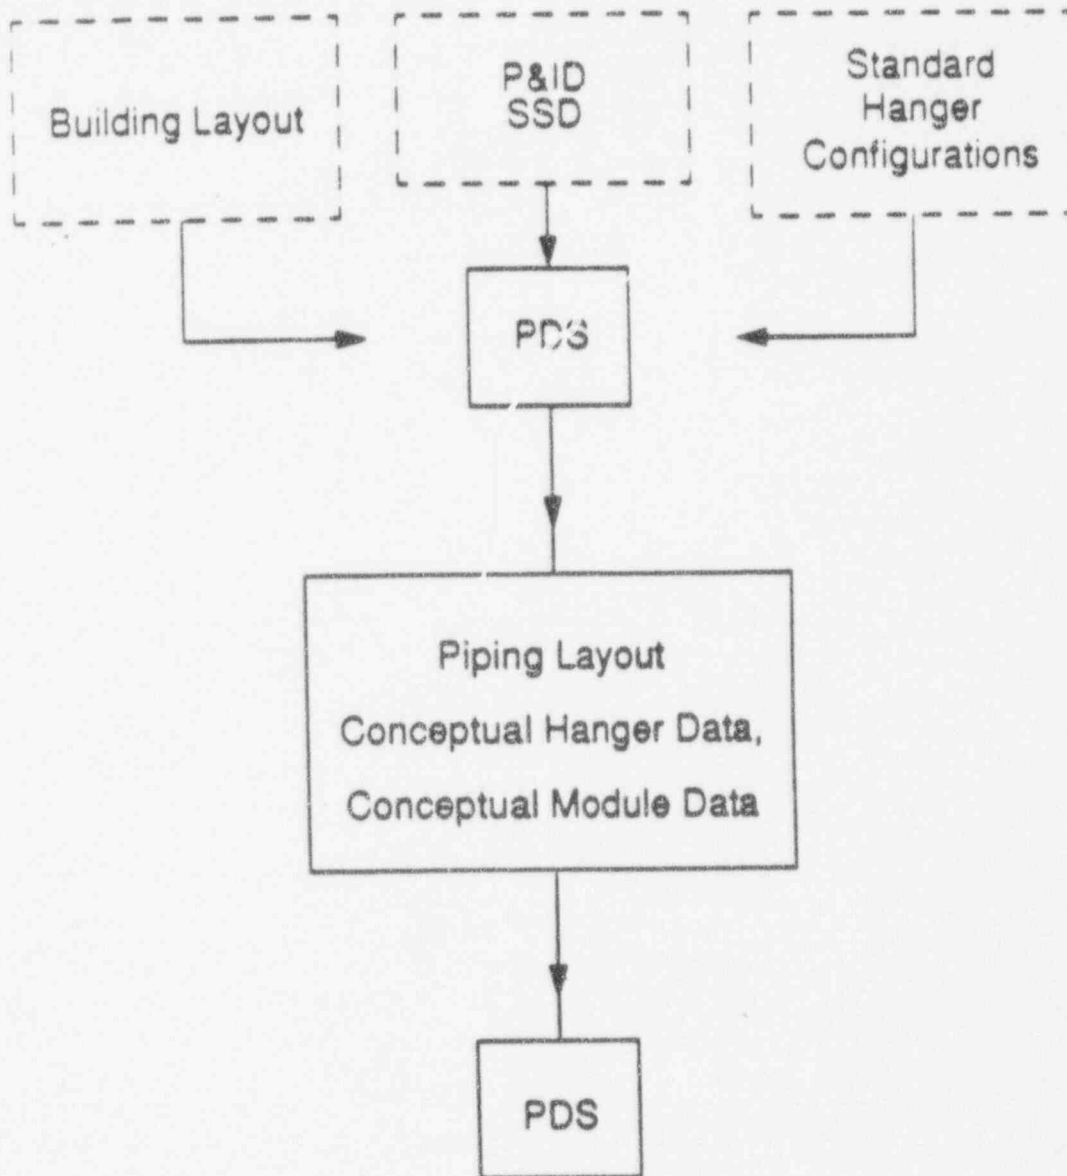 Building Layout
P&ID
SSD
Standard
Hanger
Configurations
PDS
Piping Layout
Conceptual Hanger Data,
Conceptual Module Data
PDS